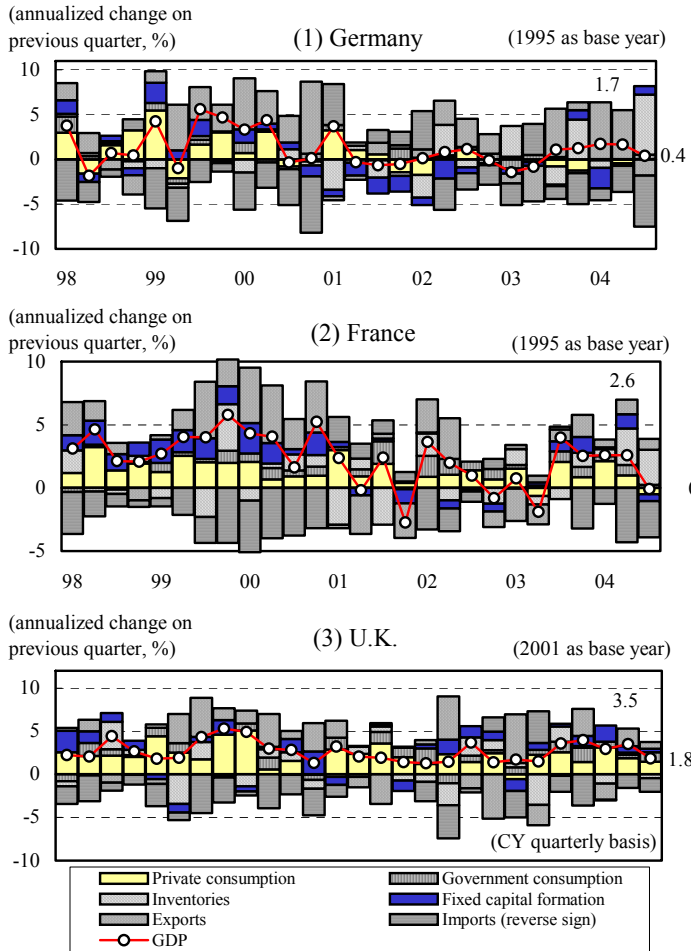 (annualized change on
previous quarter, %)
(1) Germany
(1995 as base year)
10
5
0
-5
-10
1.7
0.4
98 99 00 01 02 03 04
(annualized change on
previous quarter, %)
(2) France
(1995 as base year)
10
5
0
-5
2.6
0
98 99 00 01 02 03 04
(annualized change on
previous quarter, %)
(3) U.K.
(2001 as base year)
10
5
0
-5
-10
3.5
1.8
(CY quarterly basis)
Private consumption
Government consumption
Inventories
Fixed capital formation
Exports
Imports (reverse sign)
GDP